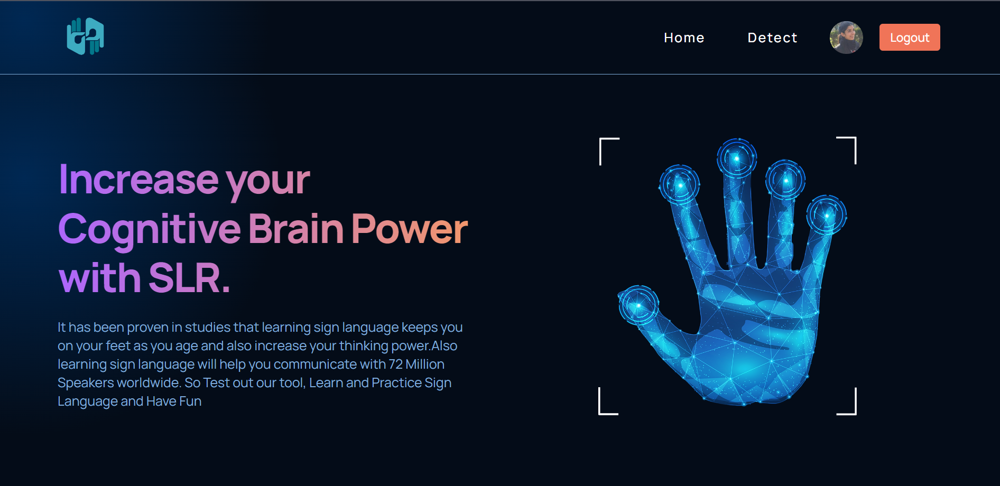 Home
Detect
Logout
Increase your
Cognitive Brain Power
with SLR.
It has been proven in studies that learning sign language keeps you
on your feet as you age and also increase your thinking power.Also
learning sign language will help you communicate with 72 Million
Speakers worldwide. So Test out our tool, Learn and Practice Sign
Language and Have Fun